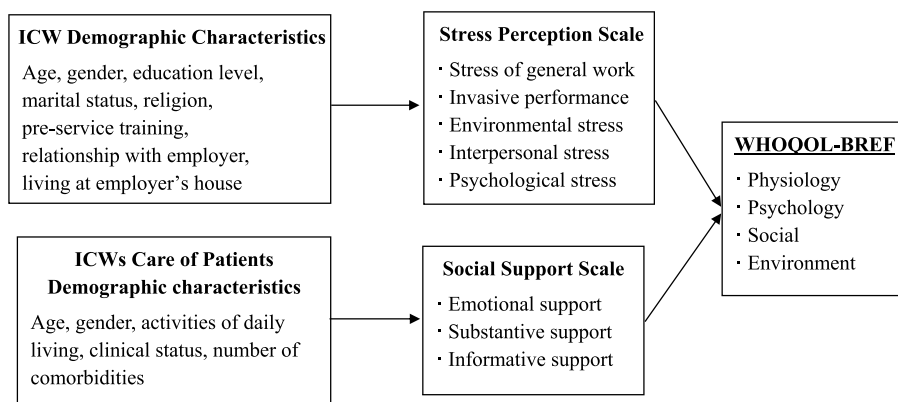 ICW Demographic Characteristics
Age, gender, education level,
marital status, religion,
pre-service training,
relationship with employer,
living at employer’s house
Stress Perception Scale
· Stress of general work
· Invasive performance
· Environmental stress
· Interpersonal stress
· Psychological stress
ICWs Care of Patients
Demographic characteristics
Age, gender, activities of daily
living, clinical status, number of
comorbidities
Social Support Scale
· Emotional support
· Substantive support
· Informative support
WHOQOL-BREF
· Physiology
· Psychology
· Social
· Environment